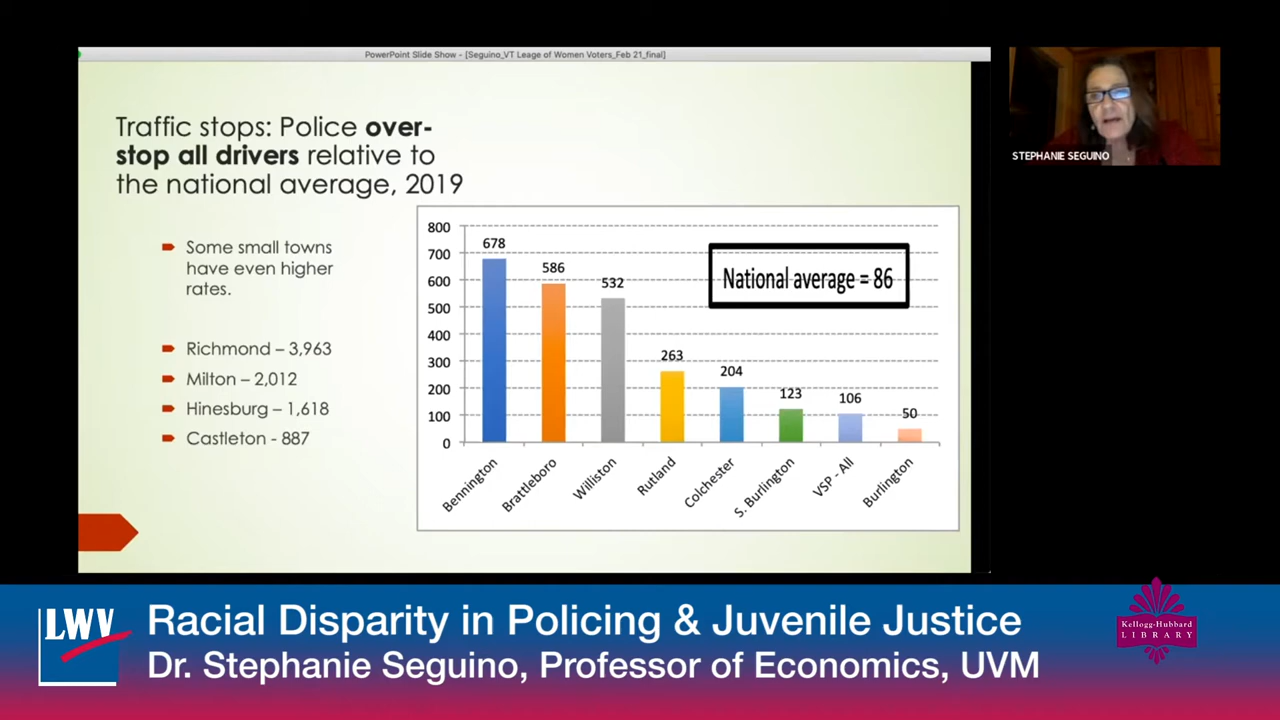 PowerPoint Slide Show - [Seguino_VT Leage of Women Voters_Feb 21_final]
STEPHANIE SEGUINO
Traffic stops: Police over-
stop all drivers relative to
the national average, 2019
Some small towns
have even higher
rates.
Richmond – 3,963
Milton – 2,012
Hinesburg – 1,618
Castleton - 887
National average = 86
800
700
600
500
400
300
200
100
0
678
586
532
263
204
123
106
50
Bennington
Brattleboro
Williston
Rutland
Colchester
S. Burlington
VSP - All
Burlington
LWV
Racial Disparity in Policing & Juvenile Justice
Dr. Stephanie Seguino, Professor of Economics, UVM
Kellogg-Hubbard
LIBRARY